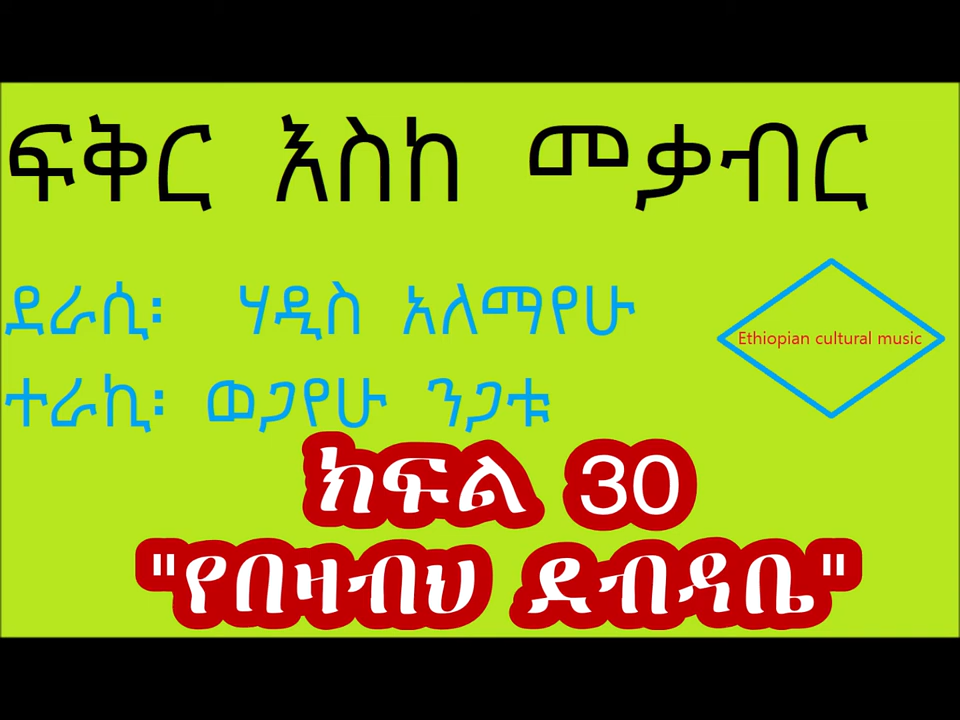 ፍቅር እስከ መቃብር
ደራሲ፡ ሃዲስ አለማየሁ
Ethiopian cultural music
ተራኪ፡ ወጋየሁ ንጋቱ
ክፍል 30
"የበዛብህ ደብዳቤ"